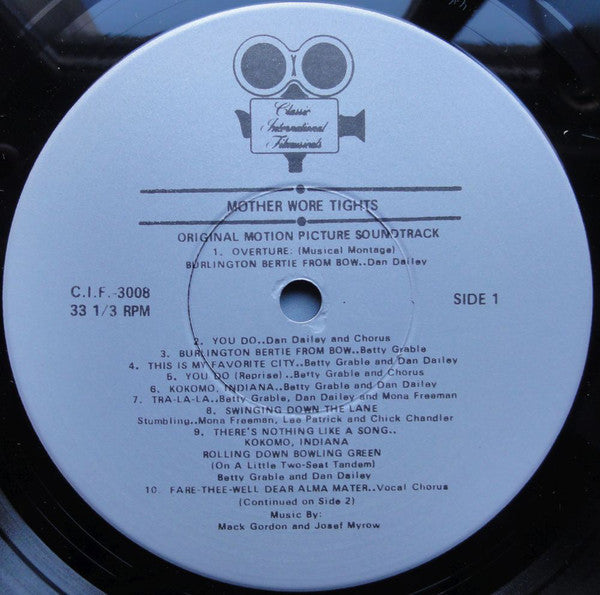 Classic
International
Filmusicals
MOTHER WORE TIGHTS
ORIGINAL MOTION PICTURE SOUNDTRACK
1. OVERTURE: (Musical Montage)
BURLINGTON BERTIE FROM BOW..Dan Dailey
C.I.F.-3008
33 1/3 RPM
SIDE 1
2. YOU DO..Dan Dailey and Chorus
3. BURLINGTON BERTIE FROM BOW..Betty Grable
4. THIS IS MY FAVORITE CITY..Betty Grable and Dan Dailey
5. YOU DO (Reprise)..Betty Grable and Chorus
6. KOKOMO, INDIANA..Betty Grable and Dan Dailey
7. TRA-LA-LA..Betty Grable, Dan Dailey and Mona Freeman
8. SWINGING DOWN THE LANE
Stumbling..Mona Freeman, Lee Patrick and Chick Chandler
9. THERE'S NOTHING LIKE A SONG..
KOKOMO, INDIANA
ROLLING DOWN BOWLING GREEN
(On A Little Two-Seat Tandem)
Betty Grable and Dan Dailey
10. FARE-THEE-WELL DEAR ALMA MATER..Vocal Chorus
(Continued on Side 2)
Music By:
Mack Gordon and Josef Myrow